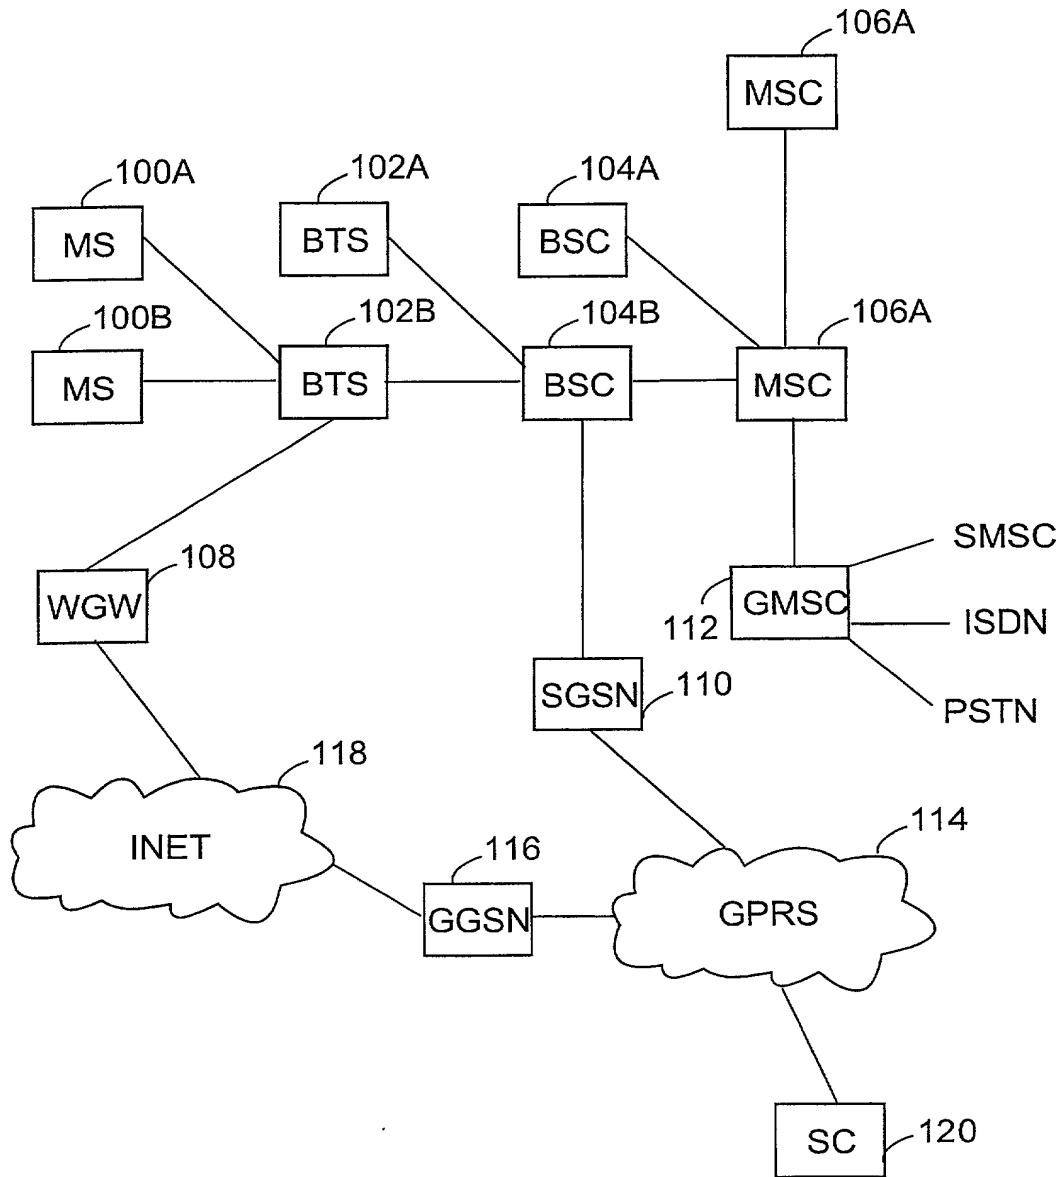 106A
MSC
100A
102A
104A
MS
BTS
BSC
100B
102B
104B
106A
MS
BTS
BSC
MSC
108
SMSC
WGW
GMSC
112
ISDN
SGSN
110
PSTN
118
INET
114
116
GGSN
GPRS
SC
120